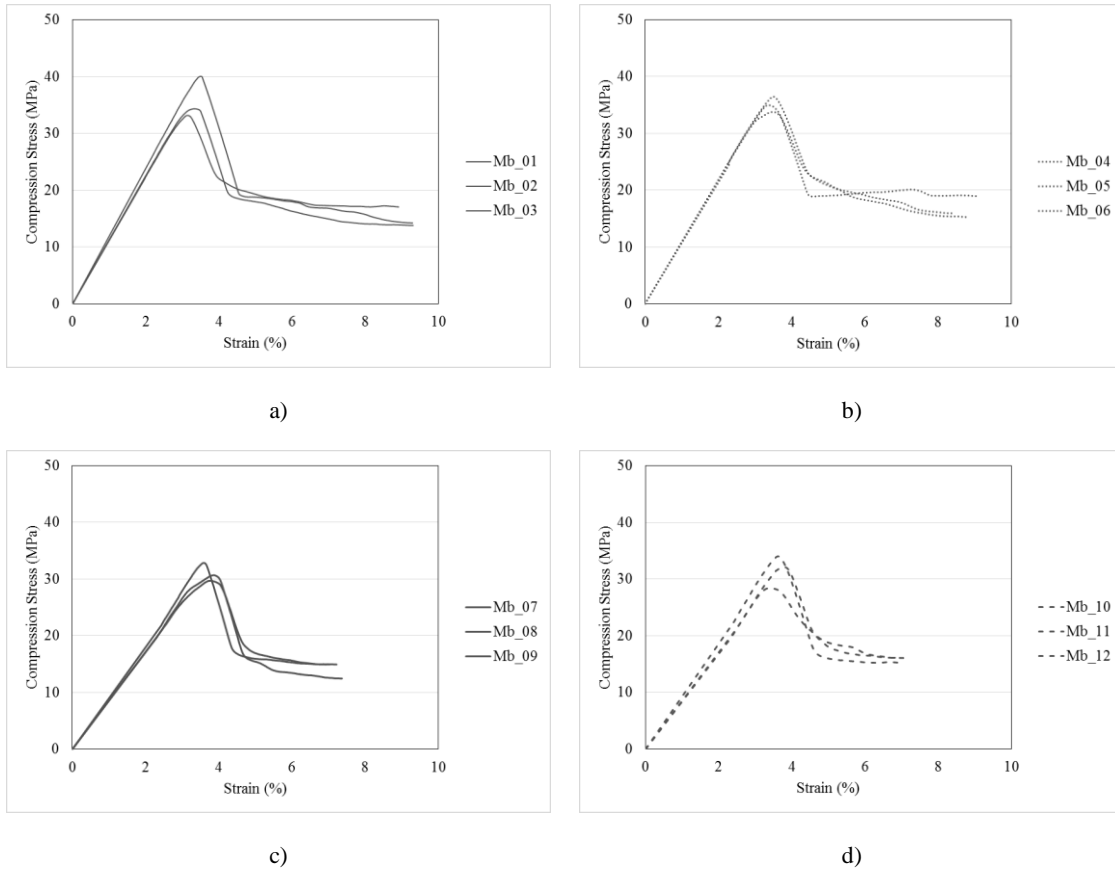 50
40
30
20
10
0
Compression Stress (MPa)
0 2 4 6 8 10
Strain (%)
Mb_01
Mb_02
Mb_03
a)
50
40
30
20
10
0
Compression Stress (MPa)
0 2 4 6 8 10
Strain (%)
Mb_04
Mb_05
Mb_06
b)
50
40
30
20
10
0
Compression Stress (MPa)
0 2 4 6 8 10
Strain (%)
Mb_07
Mb_08
Mb_09
c)
50
40
30
20
10
0
Compression Stress (MPa)
0 2 4 6 8 10
Strain (%)
Mb_10
Mb_11
Mb_12
d)